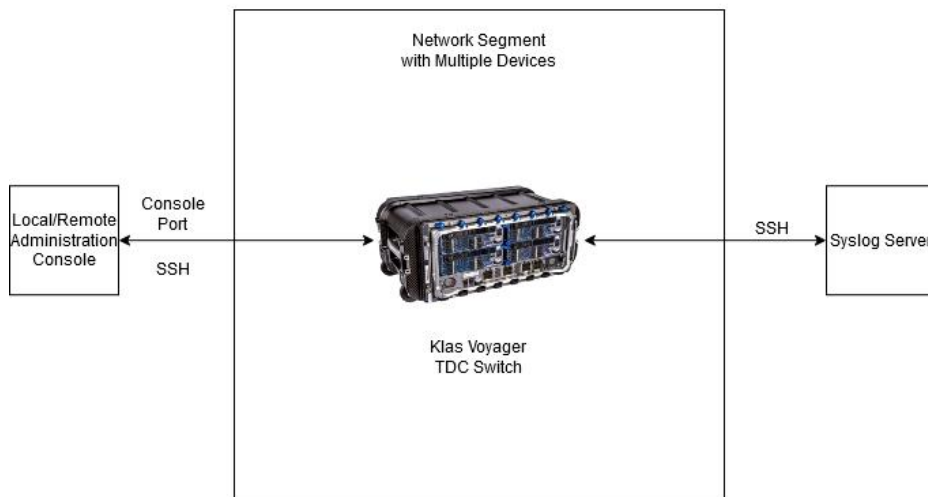 Network Segment
with Multiple Devices
Local/Remote
Administration
Console
Console
Port
SSH
Klas Voyager
TDC Switch
SSH
Syslog Server